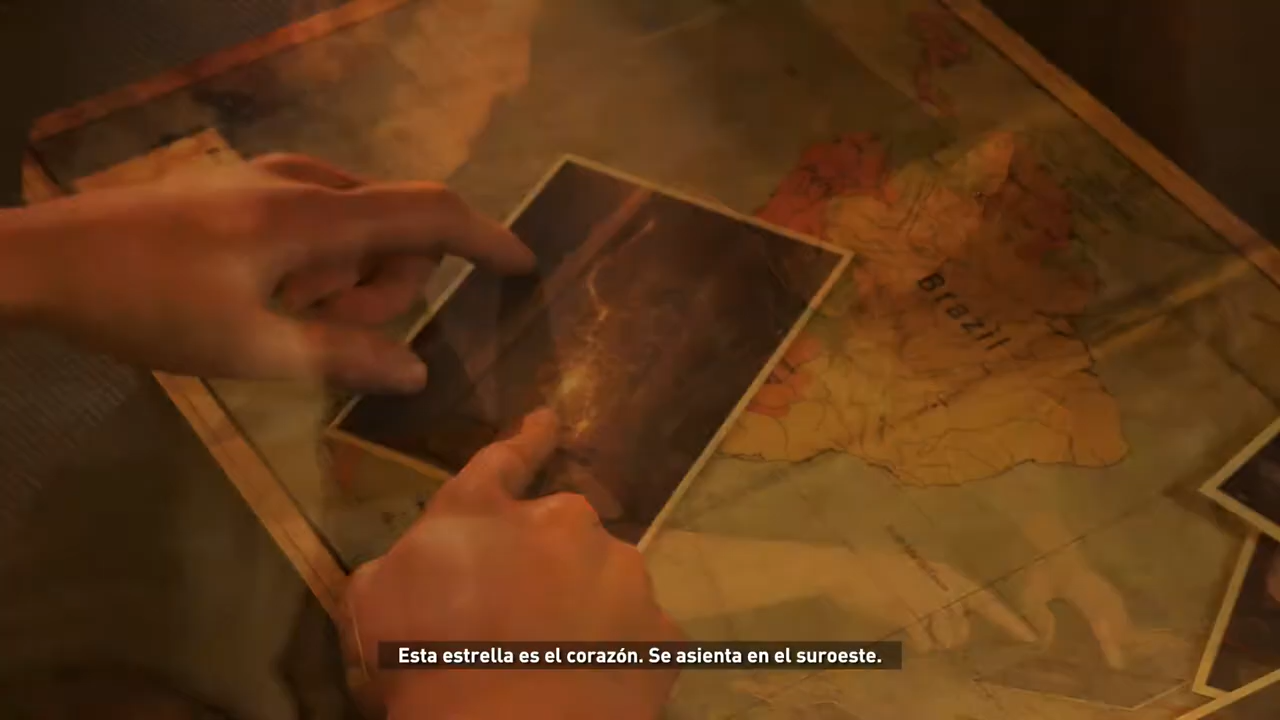 Brazil
Esta estrella es el corazón. Se asienta en el suroeste.